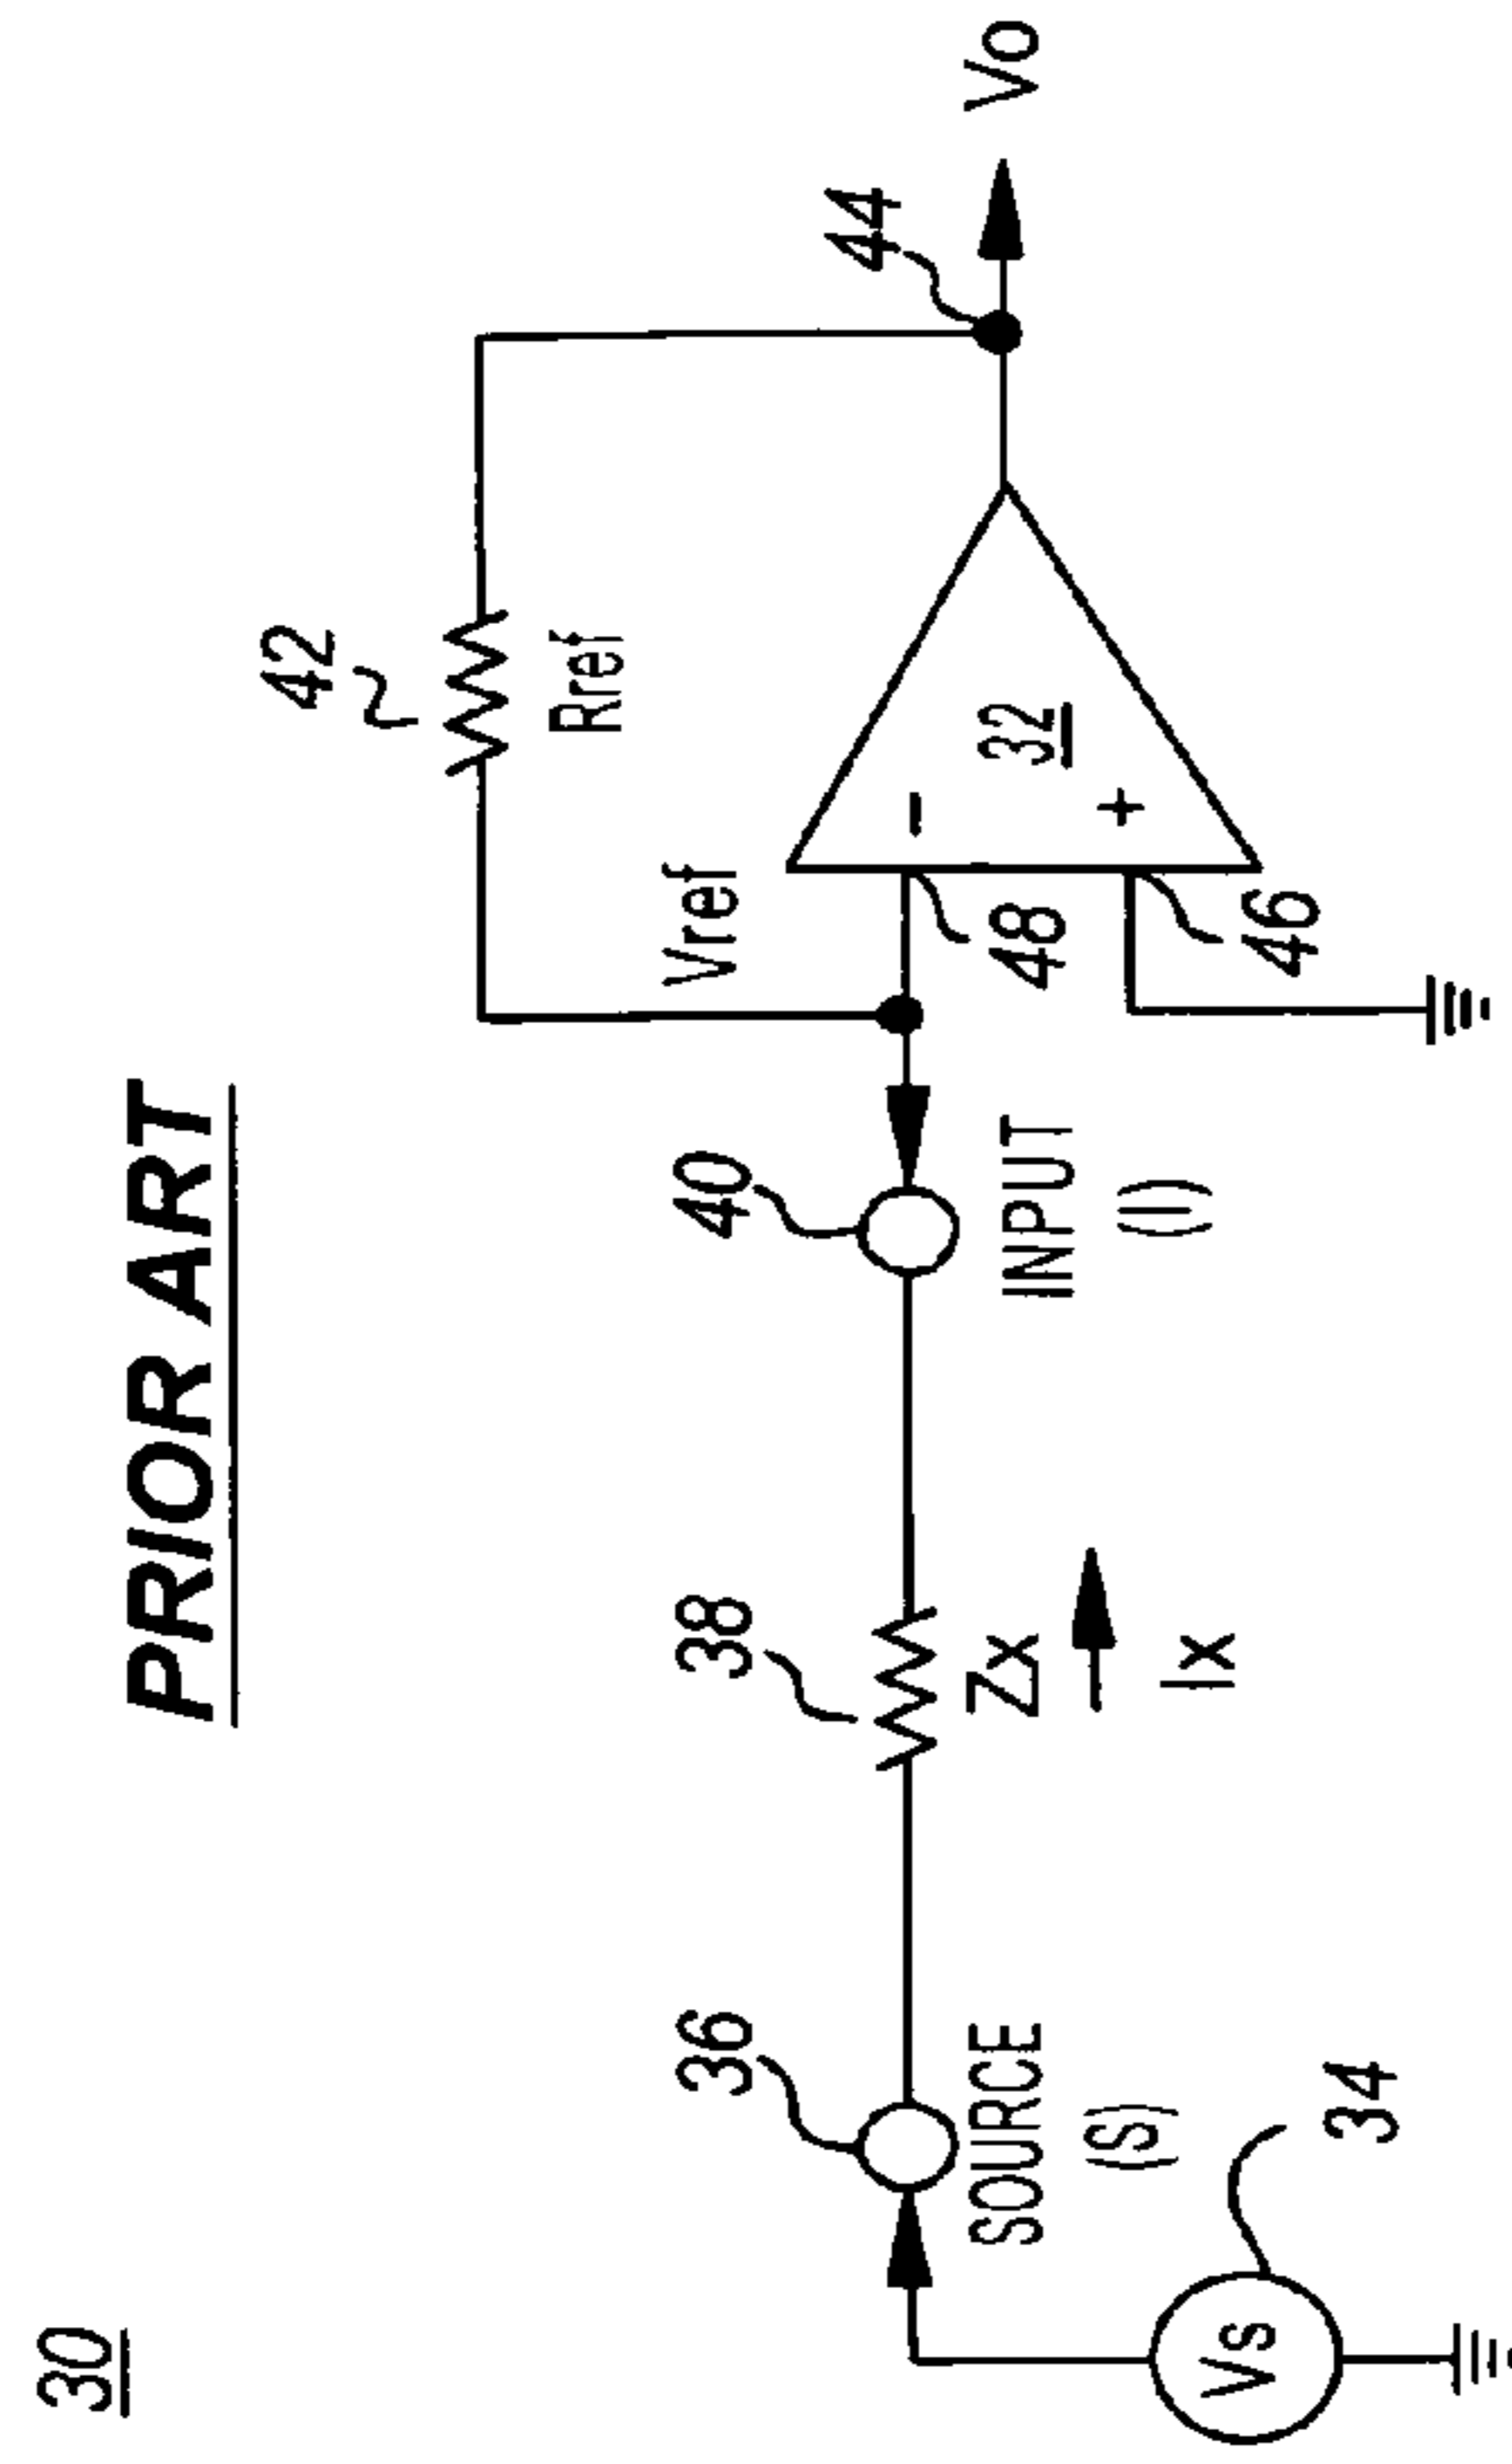 30
PRIOR ART
42
Rref
44
Vo
Vref
36
38
40
-
32
+
48
46
SOURCE
(S)
Zx
INPUT
(I)
Ix
Vs
34